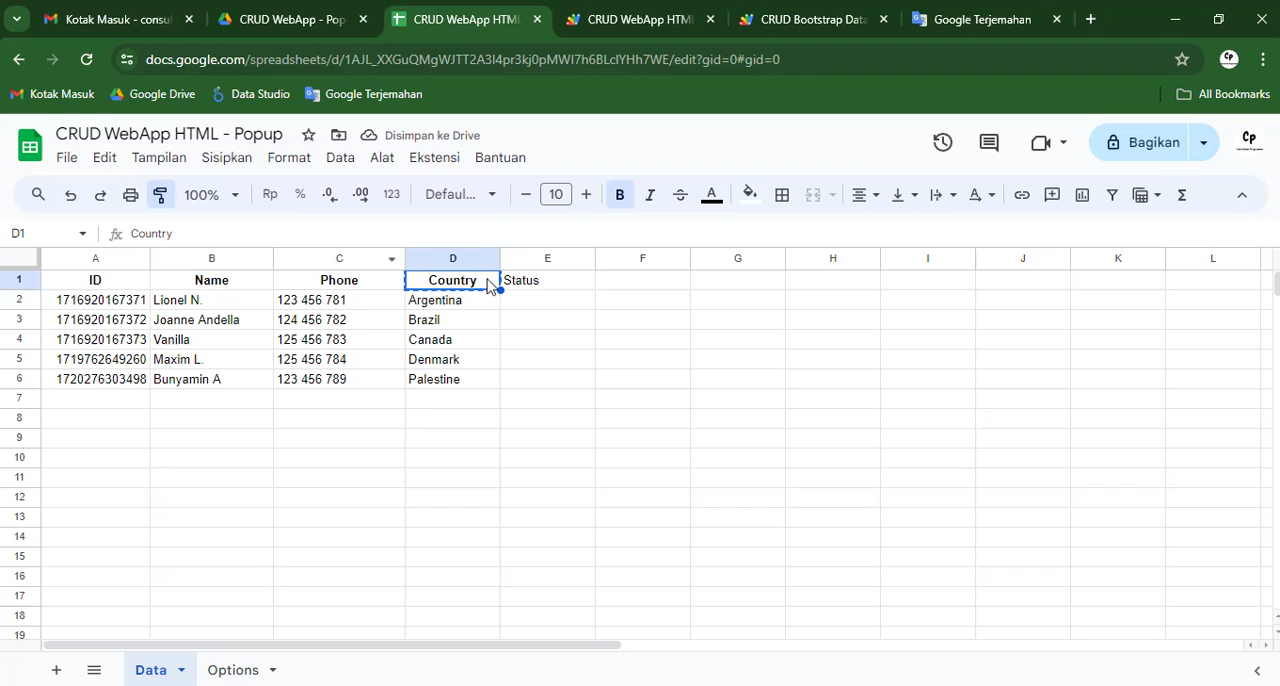 Kotak Masuk - consul
CRUD WebApp - Pop
CRUD WebApp HTML
CRUD WebApp HTML
CRUD Bootstrap Data
Google Terjemahan
docs.google.com/spreadsheets/d/1AJL_XXGuQMgWJTT2A3I4pr3kj0pMWI7h6BLcIYHh7WE/edit?gid=0#gid=0
Cp
Kotak Masuk
Google Drive
Data Studio
Google Terjemahan
All Bookmarks
CRUD WebApp HTML - Popup
Disimpan ke Drive
File Edit Tampilan Sisipkan Format Data Alat Ekstensi Bantuan
Bagikan
Cp
100%
Rp % .0 .00 123
Defaul...
10
B I A
D1
Country
A B C D E F G H I J K L
1 ID Name Phone Country Status
2 1716920167371 Lionel N. 123 456 781 Argentina
3 1716920167372 Joanne Andella 124 456 782 Brazil
4 1716920167373 Vanilla 125 456 783 Canada
5 1719762649260 Maxim L. 125 456 784 Denmark
6 1720276303498 Bunyamin A 123 456 789 Palestine
7
8
9
10
11
12
13
14
15
16
17
18
19
Data
Options